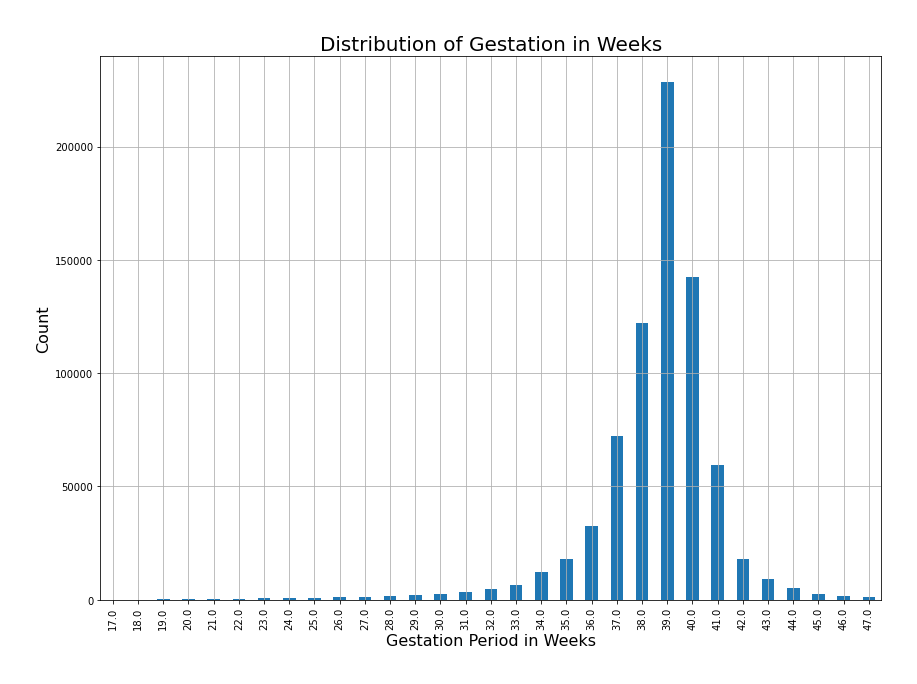 Distribution of Gestation in Weeks
Count
200000
150000
100000
50000
0
17.0 18.0 19.0 20.0 21.0 22.0 23.0 24.0 25.0 26.0 27.0 28.0 29.0 30.0 31.0 32.0 33.0 34.0 35.0 36.0 37.0 38.0 39.0 40.0 41.0 42.0 43.0 44.0 45.0 46.0 47.0
Gestation Period in Weeks